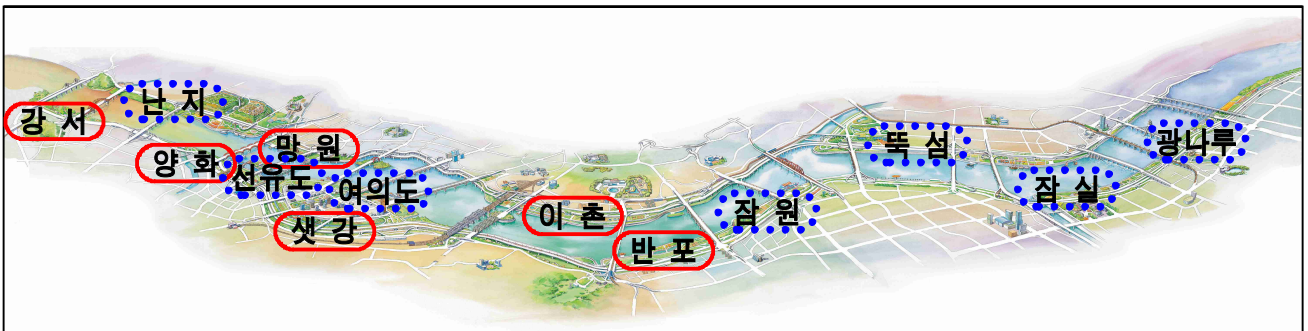 강 서
난 지
양 화
망 원
선유도
여의도
샛 강
이 촌
반 포
잠 원
뚝 섬
잠 실
광나루